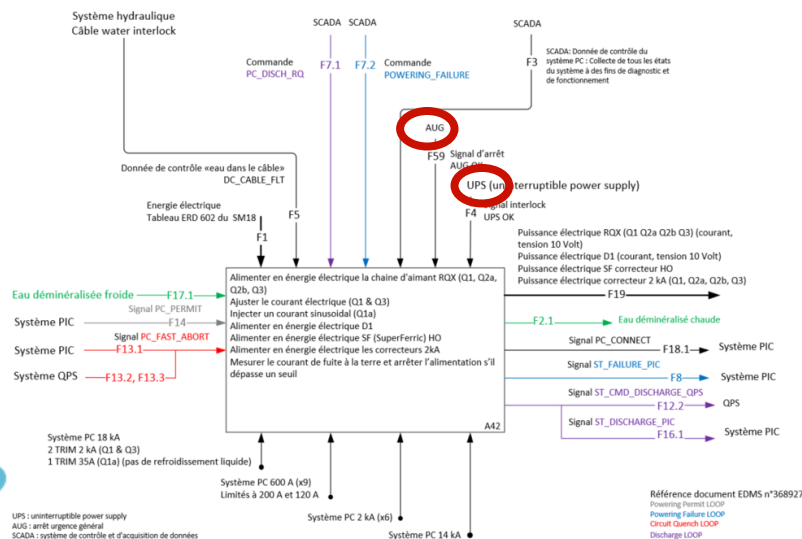 Système hydraulique
Câble water interlock
SCADA
SCADA
SCADA
Commande
PC_DISCH_RQ
F7.1
F7.2
Commande
POWERING_FAILURE
F3
SCADA: Donnée de contrôle du
système PC : Collecte de tous les états
du système à des fins de diagnostic et
de fonctionnement
AUG
F59
Signal d'arrêt
AUG
UPS (uninterruptible power supply)
Donnée de contrôle «eau dans le câble»
DC_CABLE_FLT
F4
interlock
UPS OK
Energie électrique
Tableau ERD 602 du SM18
F5
F1
Puissance électrique RQX (Q1 Q2a Q2b Q3) (courant,
tension 10 Volt)
Puissance électrique D1 (courant, tension 10 Volt)
Puissance électrique SF correcteur HO
Puissance electrique correcteur 2 kA (Q1, Q2a, Q2b, Q3)
F19
Alimenter en énergie électrique la chaine d'aimant RQX (Q1, Q2a,
Q2b, Q3)
Ajuster le courant électrique (Q1 & Q3)
Injecter un courant sinusoidal (Q1a)
Alimenter en énergie électrique D1
Alimenter en énergie électrique SF (SuperFerric) HO
Alimenter en énergie électrique les correcteurs 2kA
Mesurer le courant de fuite à la terre et arrêter l'alimentation s'il
dépasse un seuil
A42
Eau déminéralisée froide
F17.1
Signal PC_PERMIT
Système PIC
F14
Signal PC_FAST_ABORT
Système PIC
F13.1
Système QPS
F13.2, F13.3
F2.1
Eau déminéralisé chaude
Signal PC_CONNECT
F18.1
Système PIC
Signal ST_FAILURE_PIC
F8
Système PIC
Signal ST_CMD_DISCHARGE_QPS
F12.2
QPS
Signal ST_DISCHARGE_PIC
F16.1
Système PIC
Système PC 18 kA
2 TRIM 2 kA (Q1 & Q3)
1 TRIM 35A (Q1a) (pas de refroidissement liquide)
Système PC 600 A (x9)
Limités à 200 A et 120 A
Système PC 2 kA (x6)
Système PC 14 kA
UPS : uninterruptible power supply
AUG : arrêt urgence général
SCADA : système de contrôle et d'acquisition de données
Référence document EDMS n°368927
Powering Permit LOOP
Powering Failure LOOP
Circuit Quench LOOP
Discharge LOOP